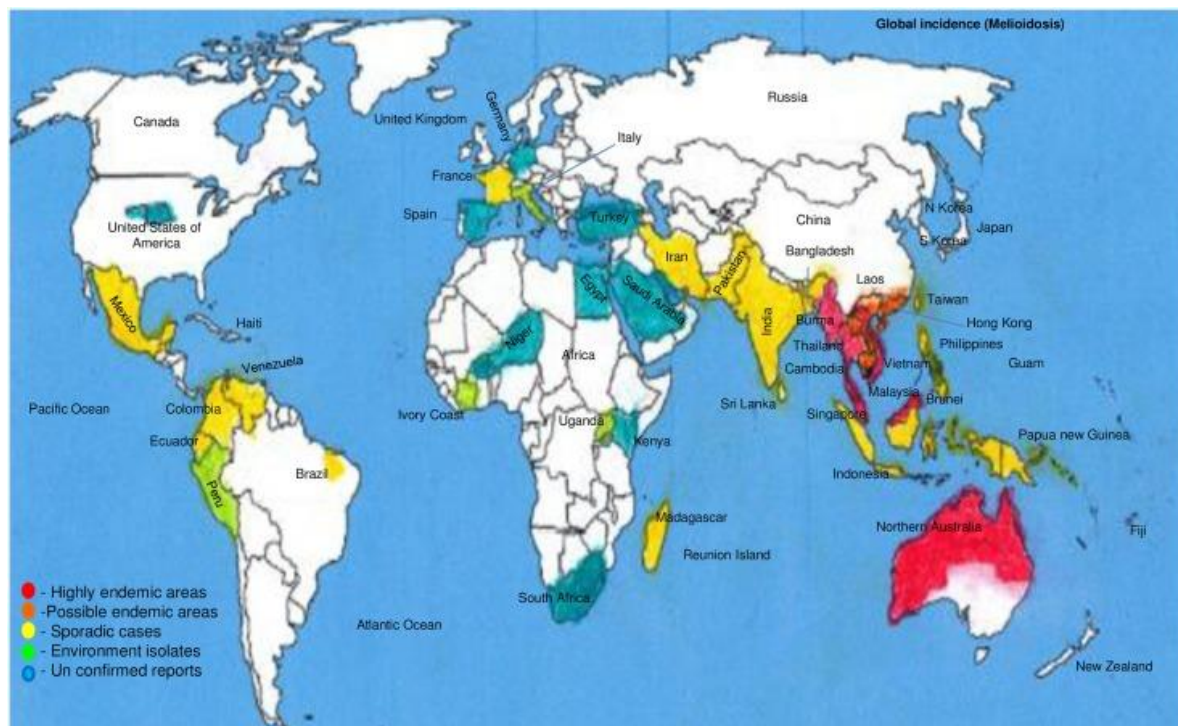 Global incidence (Melioidosis)
Russia
Canada
United Kingdom
Germany
Italy
France
Spain
Turkey
United States of
America
China
N Korea
S Korea
Japan
Bangladesh
Iran
Pakistan
India
Laos
Egypt
Saudi Arabia
Mexico
Haiti
Niger
Africa
Burma
Taiwan
Hong Kong
Thailand
Vietnam
Philippines
Guam
Cambodia
Malaysia
Brunei
Venezuela
Pacific Ocean
Colombia
Ivory Coast
Uganda
Kenya
Sri Lanka
Singapore
Ecuador
Peru
Brazil
Indonesia
Papua new Guinea
Madagascar
Reunion Island
Northern Australia
Fiji
South Africa
Atlantic Ocean
New Zealand
- Highly endemic areas
-Possible endemic areas
- Sporadic cases
- Environment isolates
- Un confirmed reports